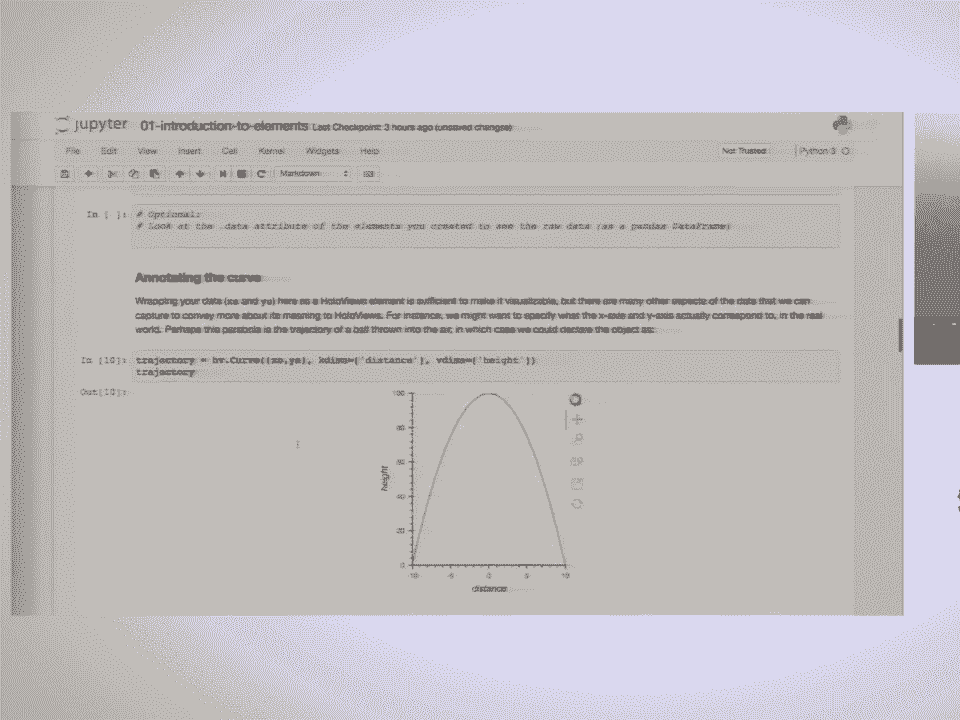 jupyter 01-introduction-to-elements Last Checkpoint: 3 hours ago (unsaved changes)
File Edit View Insert Cell Kernel Widgets Help Not Trusted Python 3
Markdown
In [ ]: # Optional:
# Look at the .data attribute of the elements you created to see the raw data (as a pandas DataFrame)
Annotating the curve
Wrapping your data (xs and ys) here as a HoloViews element is sufficient to make it visualizable, but there are many other aspects of the data that we can
capture to convey more about its meaning to HoloViews. For instance, we might want to specify what the x-axis and y-axis actually correspond to, in the real
world. Perhaps this parabola is the trajectory of a ball thrown into the air, in which case we could declare the object as:
In [10]: trajectory = hv.Curve((xs,ys), kdims=['distance'], vdims=['height'])
trajectory
Out[10]:
100
80
60
40
20
0
height
-10 -5 0 5 10
distance